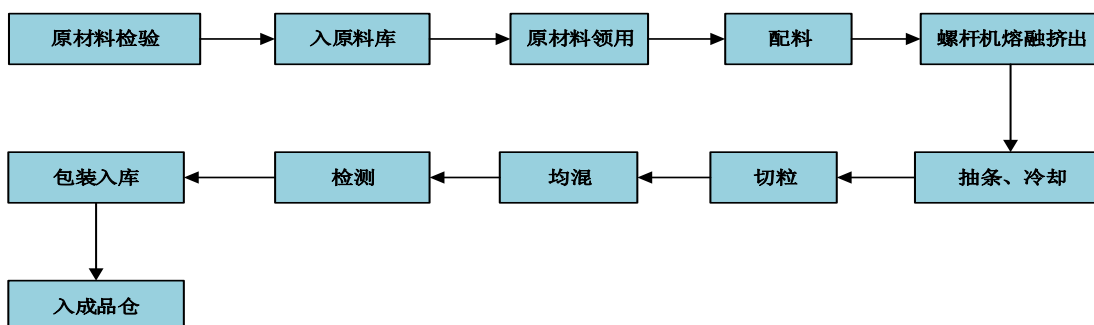 原材料检验
入原料库
原材料领用
配料
螺杆机熔融挤出
抽条、冷却
切粒
均混
检测
包装入库
入成品仓